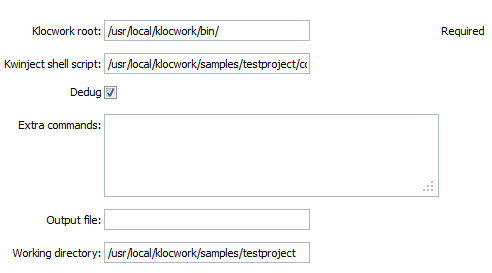 Klocwork root: /usr/local/klocwork/bin/ Required
Kwinject shell script: /usr/local/klocwork/samples/testproject/cc
Dedug
Extra commands:
Output file:
Working directory: /usr/local/klocwork/samples/testproject